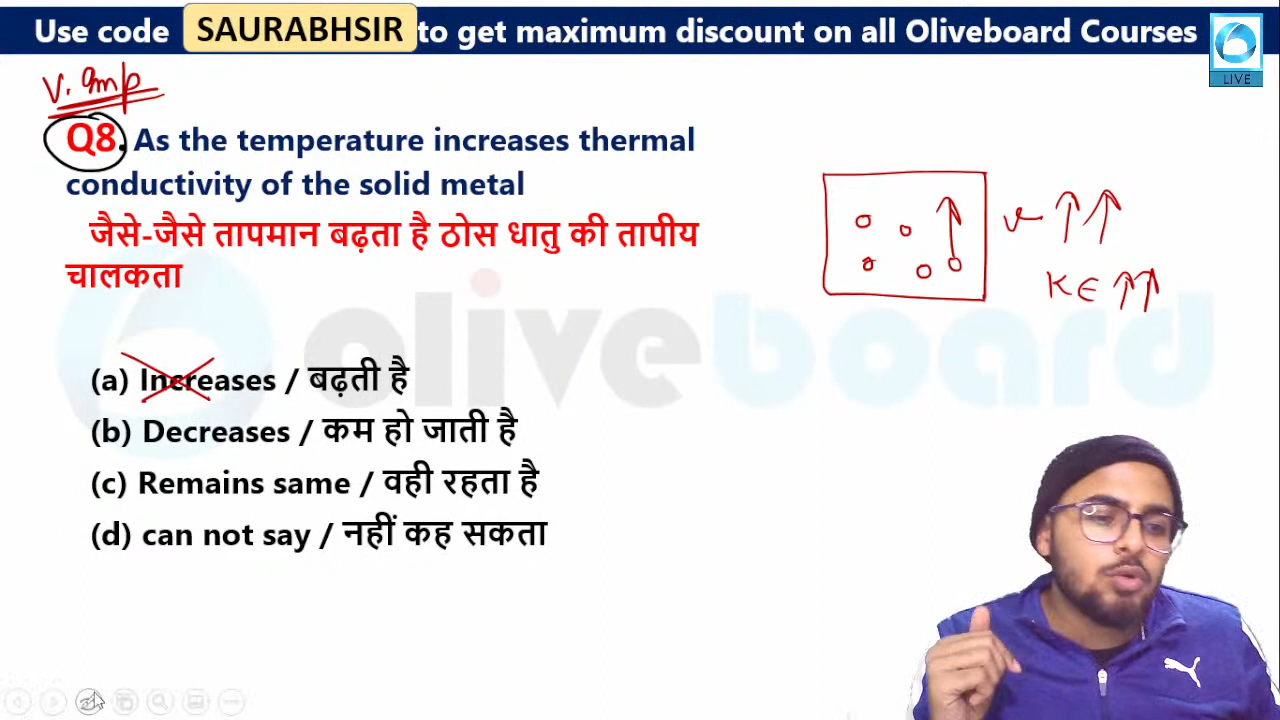 Use code SAURABHSIR to get maximum discount on all Oliveboard Courses
LIVE
V. Imp
Q8. As the temperature increases thermal
conductivity of the solid metal
जैसे-जैसे तापमान बढ़ता है ठोस धातु की तापीय
चालकता
v ↑ ↑
KE ↑↑
oliveboard
(a) Increases / बढ़ती है
(b) Decreases / कम हो जाती है
(c) Remains same / वही रहता है
(d) can not say / नहीं कह सकता